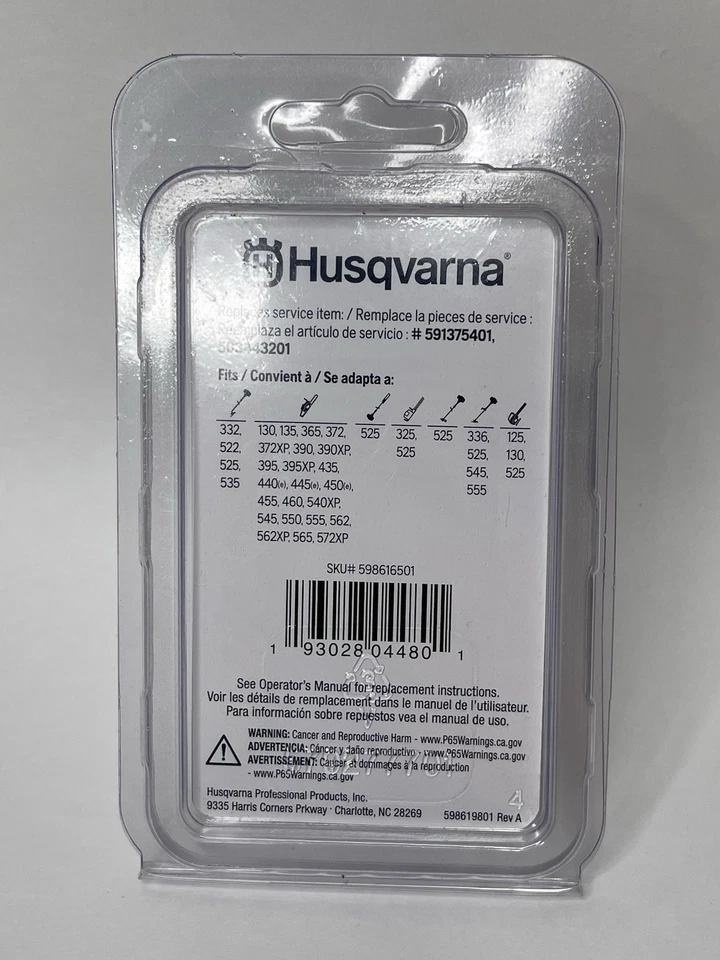 Husqvarna®
Replaces service item: / Remplace la pieces de service :
Reemplaza el artículo de servicio : # 591375401,
503443201
Fits / Convient à / Se adapta a:
332, 130, 135, 365, 372, 525 325, 525 336, 125,
522, 372XP, 390, 390XP, 525 525, 130,
525, 395, 395XP, 435, 545, 525
535 440(e), 445(e), 450(e), 555
455, 460, 540XP,
545, 550, 555, 562,
562XP, 565, 572XP
SKU# 598616501
1 93028 04480 1
See Operator's Manual for replacement instructions.
Voir les détails de remplacement dans le manuel de l'utilisateur.
Para información sobre repuestos vea el manual de uso.
WARNING: Cancer and Reproductive Harm - www.P65Warnings.ca.gov
ADVERTENCIA: Cáncer y daño reproductivo - www.P65Warnings.ca.gov
AVERTISSEMENT: Cancer et dommages à la reproduction
- www.P65Warnings.ca.gov
Husqvarna Professional Products, Inc.
9335 Harris Corners Prkway · Charlotte, NC 28269
598619801 Rev A
4